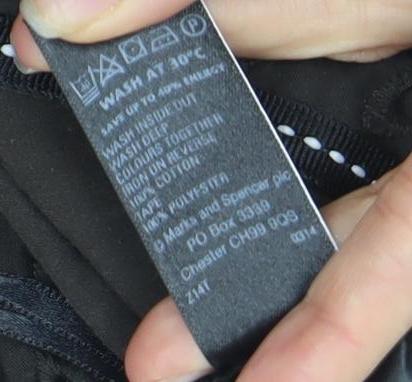 P
WASH AT 30°C
SAVE UP TO 40% ENERGY
WASH INSIDE OUT
WASH DEEP
COLOURS TOGETHER
IRON ON REVERSE
100% COTTON
TAPE
100% POLYESTER
© Marks and Spencer plc
PO Box 3339
Chester CH99 9QS
0314
Z14T